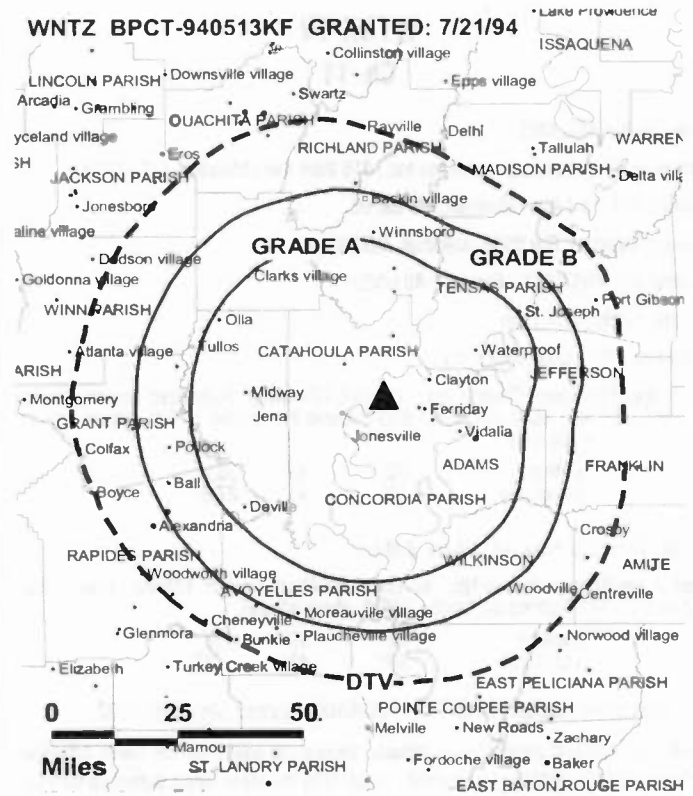 Lake Providence
WNTZ BPCT-940513KF GRANTED: 7/21/94
ISSAQUENA
Collinston village
LINCOLN PARISH
Downsville village
Epps village
Swartz
Arcadia
Grambling
OUACHITA PARISH
Rayville
Delhi
yceland village
RICHLAND PARISH
Tallulah
WARREN
SH
Eros
JACKSON PARISH
MADISON PARISH
Delta villa
Jonesboro
Baskin village
aline village
Winnsboro
GRADE A
GRADE B
Dodson village
Goldonna village
Clarks village
TENSAS PARISH
WINN PARISH
Port Gibson
Olla
St. Joseph
Tullos
Atlanta village
CATAHOULA PARISH
Waterproof
ARISH
Clayton
JEFFERSON
Montgomery
Midway
Jena
Ferriday
GRANT PARISH
Jonesville
Vidalia
Colfax
Pollock
ADAMS
FRANKLIN
Ball
Boyce
CONCORDIA PARISH
Deville
Alexandria
Crosby
RAPIDES PARISH
WILKINSON
AMITE
Woodworth village
AVOYELLES PARISH
Woodville
Centreville
Moreauville village
Cheneyville
Glenmora
Bunkie
Plaucheville village
Norwood village
Elizabeth
Turkey Creek village
DTV
EAST FELICIANA PARISH
0 25 50
POINTE COUPEE PARISH
Melville
New Roads
Zachary
Mamou
Miles
ST. LANDRY PARISH
Fordoche village
Baker
EAST BATON ROUGE PARISH